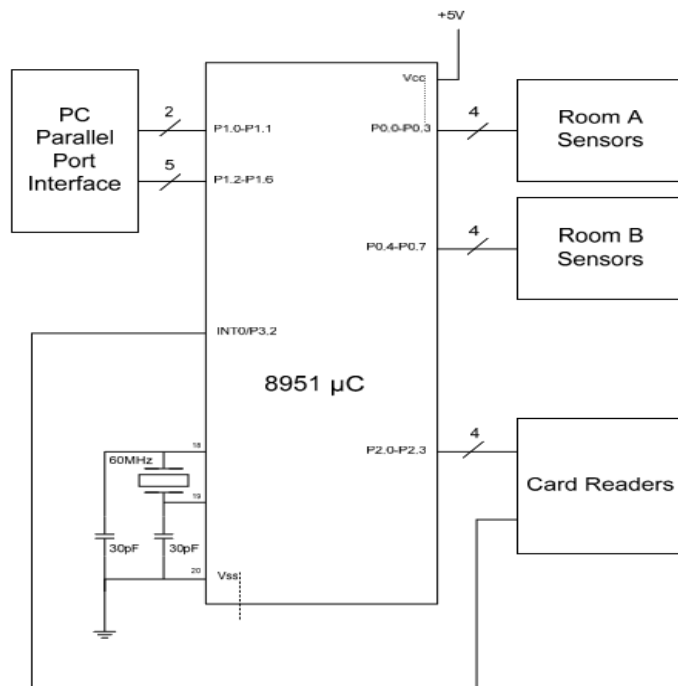 +5V
Vcc
PC
Parallel
Port
Interface
2
P1.0-P1.1
5
P1.2-P1.6
P0.0-P0.3
4
Room A
Sensors
P0.4-P0.7
4
Room B
Sensors
INT0/P3.2
8951 µC
P2.0-P2.3
4
Card Readers
18
60MHz
19
30pF
30pF
20
Vss